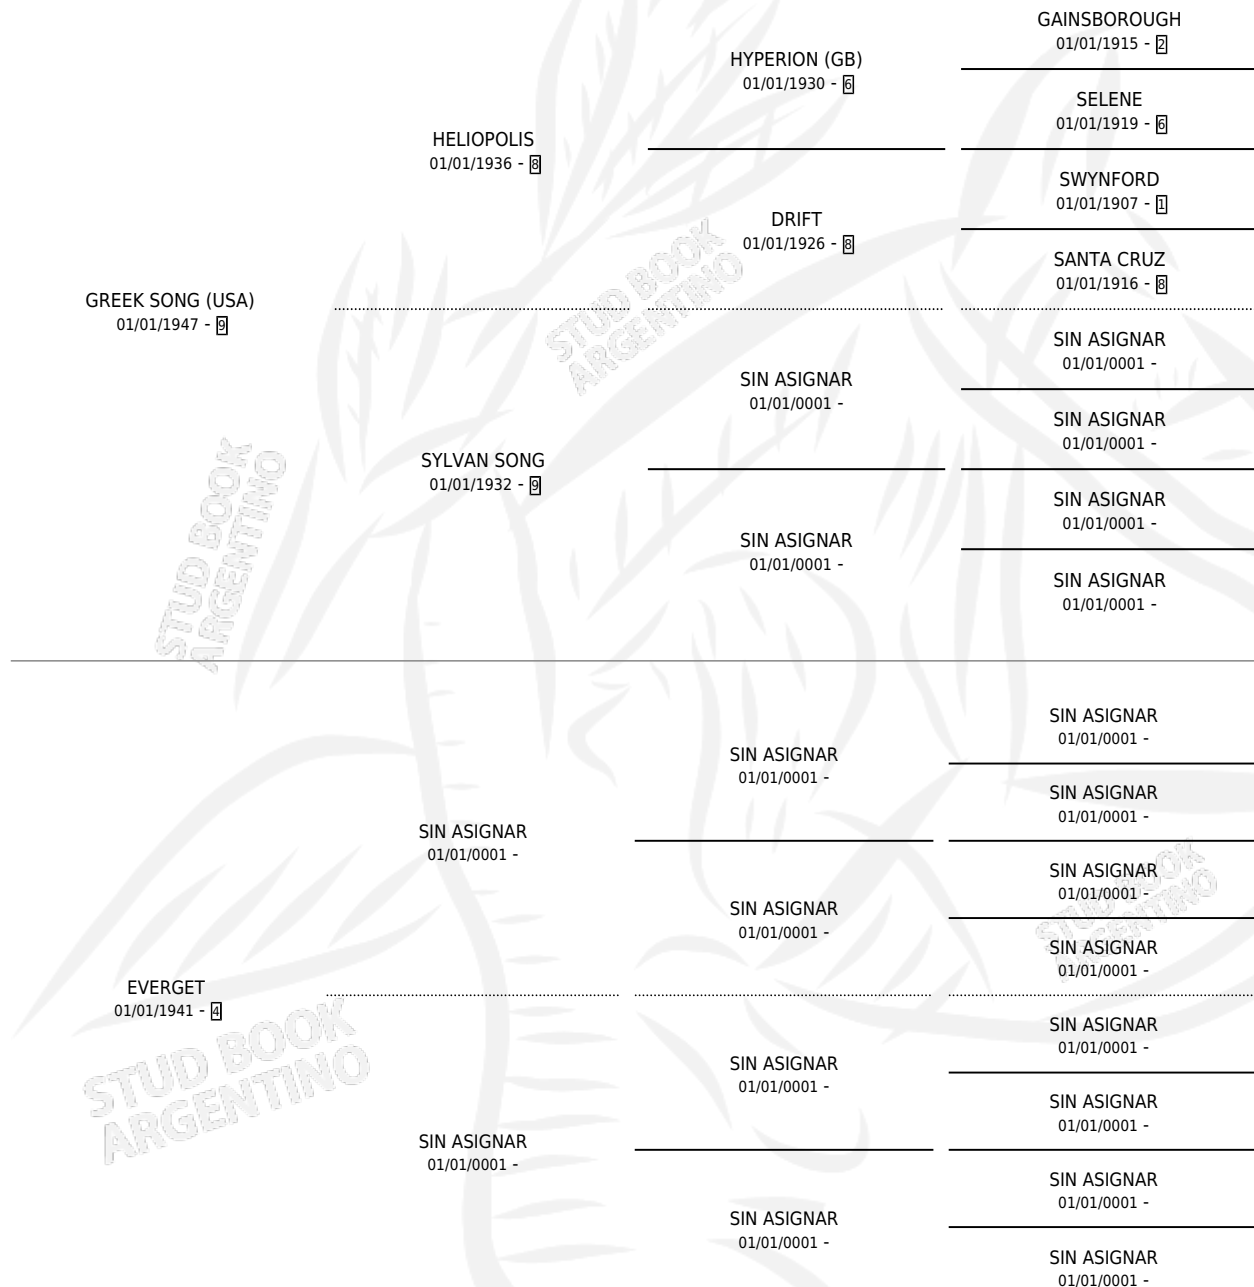 GAINSBOROUGH
01/01/1915 - 2
HYPERION (GB)
01/01/1930 - 6
SELENE
01/01/1919 - 6
HELIOPOLIS
01/01/1936 - 8
SWYNFORD
01/01/1907 - 1
DRIFT
01/01/1926 - 8
SANTA CRUZ
01/01/1916 - 8
GREEK SONG (USA)
01/01/1947 - 9
SIN ASIGNAR
01/01/0001 -
SIN ASIGNAR
01/01/0001 -
SIN ASIGNAR
01/01/0001 -
SYLVAN SONG
01/01/1932 - 9
SIN ASIGNAR
01/01/0001 -
SIN ASIGNAR
01/01/0001 -
SIN ASIGNAR
01/01/0001 -
STUD BOOK
ARGENTINO
STUD BOOK
ARGENTINO
SIN ASIGNAR
01/01/0001 -
SIN ASIGNAR
01/01/0001 -
SIN ASIGNAR
01/01/0001 -
SIN ASIGNAR
01/01/0001 -
SIN ASIGNAR
01/01/0001 -
SIN ASIGNAR
01/01/0001 -
SIN ASIGNAR
01/01/0001 -
STUD BOOK
ARGENTINO
EVERGET
01/01/1941 - 4
SIN ASIGNAR
01/01/0001 -
SIN ASIGNAR
01/01/0001 -
SIN ASIGNAR
01/01/0001 -
SIN ASIGNAR
01/01/0001 -
SIN ASIGNAR
01/01/0001 -
SIN ASIGNAR
01/01/0001 -
SIN ASIGNAR
01/01/0001 -
STUD BOOK
ARGENTINO